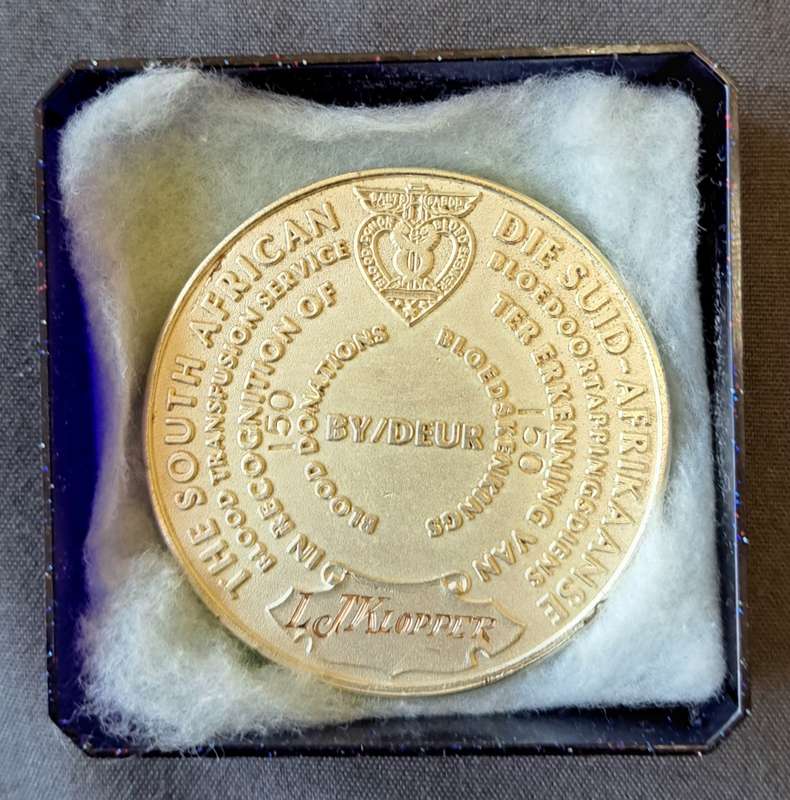 THE SOUTH AFRICAN
BLOOD TRANSFUSION SERVICE
IN RECOGNITION OF
150
BLOOD DONATIONS
DIE SUID-AFRIKAANSE
BLOEDOORTAPPINGSDIENS
TER ERKENNING VAN
150
BLOEDSKENKINGS
BY/DEUR
L J KLOPPER